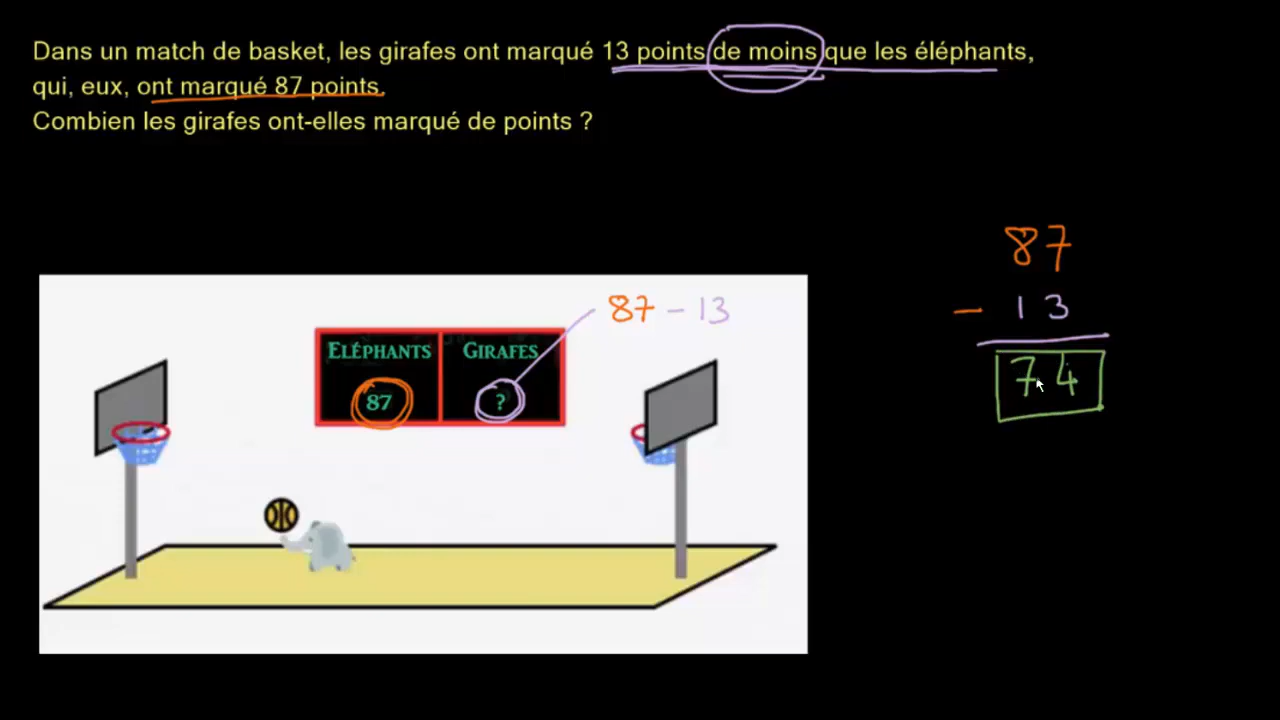 Dans un match de basket, les girafes ont marqué 13 points de moins que les éléphants,
qui, eux, ont marqué 87 points.
Combien les girafes ont-elles marqué de points ?
87
- 13
74
87 - 13
ELÉPHANTS GIRAFES
87 ?